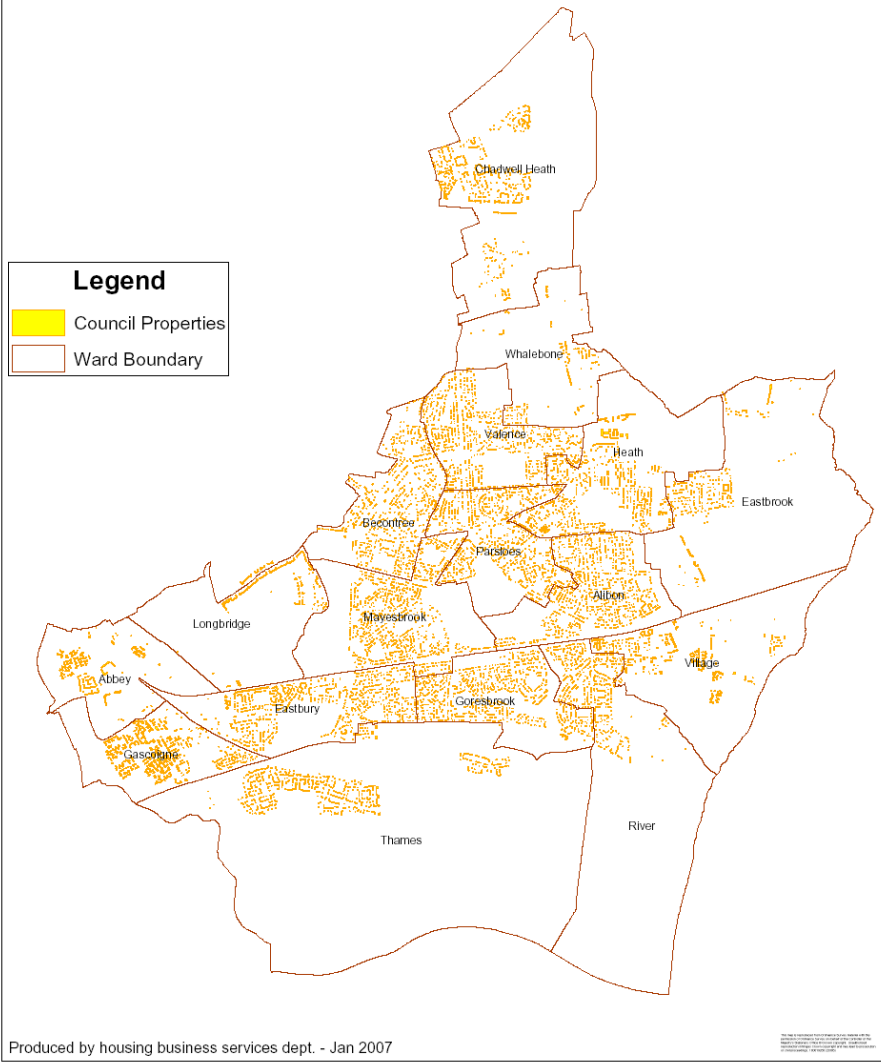 Chadwell Heath
Legend
Council Properties
Ward Boundary
Whalebone
Valence
Heath
Eastbrook
Becontree
Parsloes
Alibon
Mayesbrook
Longbridge
Village
Abbey
Goresbrook
Eastbury
Gascoigne
River
Thames
Produced by housing business services dept. - Jan 2007